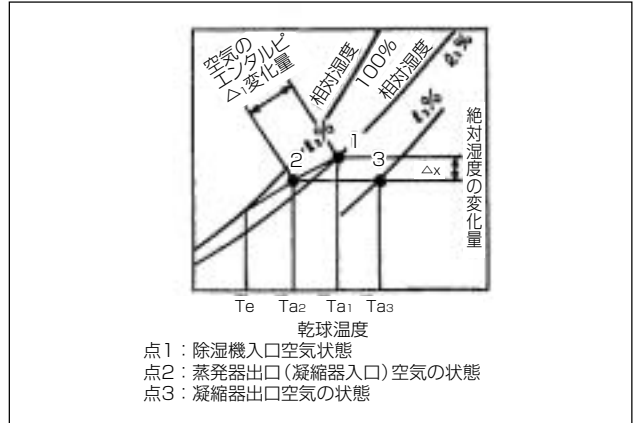 空気の
エンタルピ
△₁変化量
相対湿度
100%
相対湿度
1
2
3
△x
絶対湿度の変化量
Te
Ta₂
Ta₁
Ta₃
乾球温度
点1：除湿機入口空気状態
点2：蒸発器出口（凝縮器入口）空気の状態
点3：凝縮器出口空気の状態